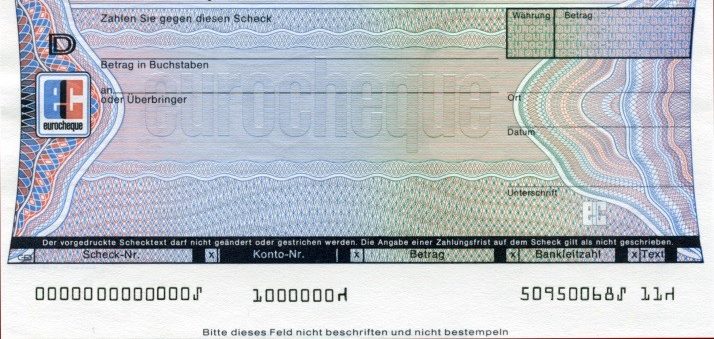 Zahlen Sie gegen diesen Scheck
Währung Betrag
D
Betrag in Buchstaben
ec
eurocheque
an
oder Überbringer
eurocheque
Ort
Datum
Unterschrift
ec
Der vorgedruckte Schecktext darf nicht geändert oder gestrichen werden. Die Angabe einer Zahlungsfrist auf dem Scheck gilt als nicht geschrieben.
Scheck-Nr. x Konto-Nr. x Betrag x Bankleitzahl x Text
0000000000000⑀ 1000000⑁ 50950068⑀ 11⑁
Bitte dieses Feld nicht beschriften und nicht bestempeln